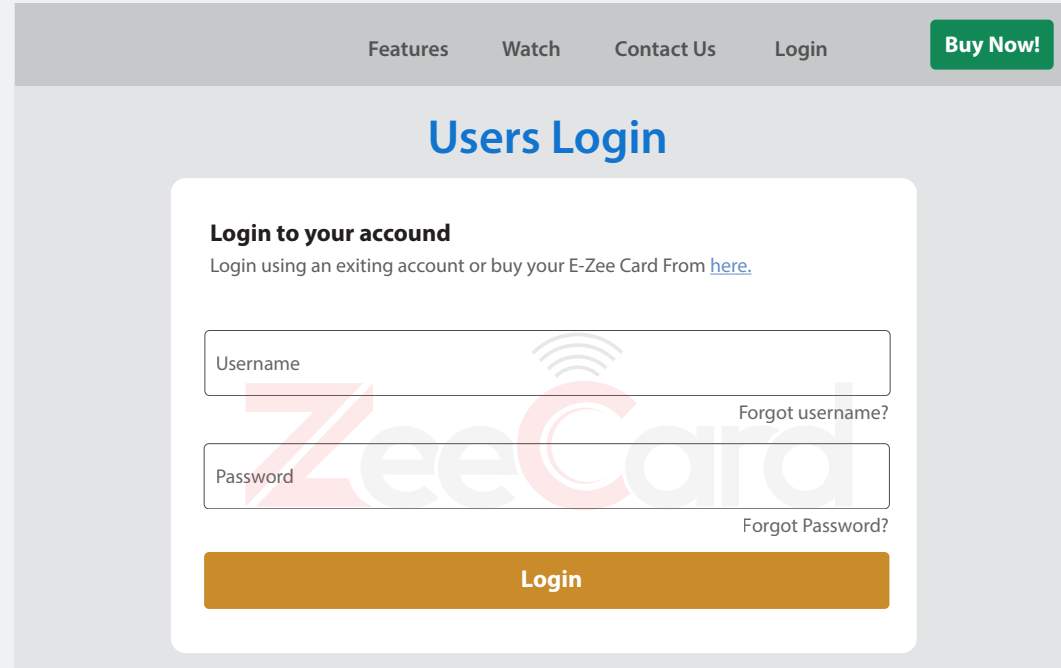 Features Watch Contact Us Login Buy Now!
Users Login
Login to your accound
Login using an exiting account or buy your E-Zee Card From here.
Username
Forgot username?
ZeeCard
Password
Forgot Password?
Login